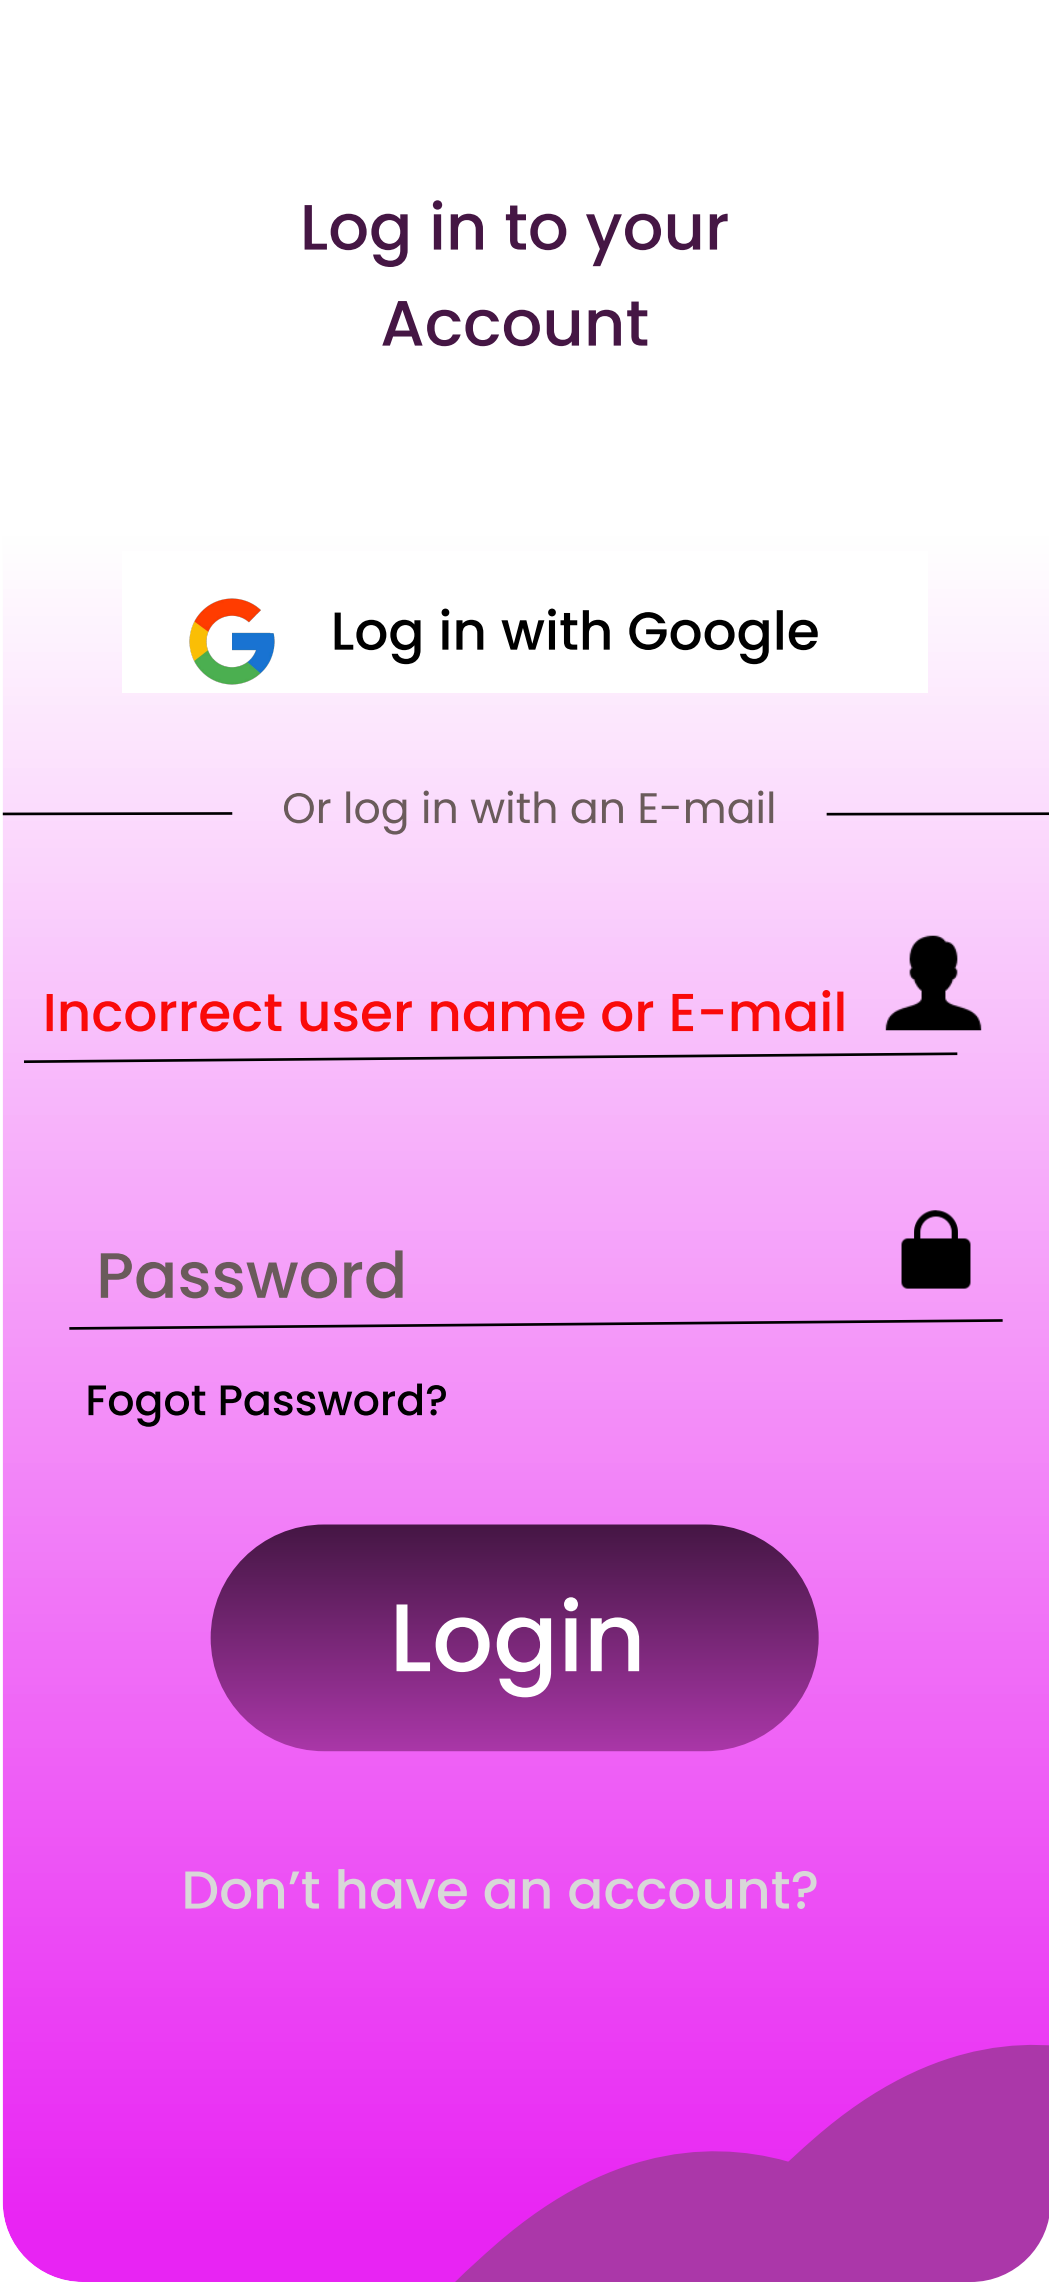 Log in to your
Account
Log in with Google
Or log in with an E-mail
Incorrect user name or E-mail
Password
Fogot Password?
Login
Don’t have an account?